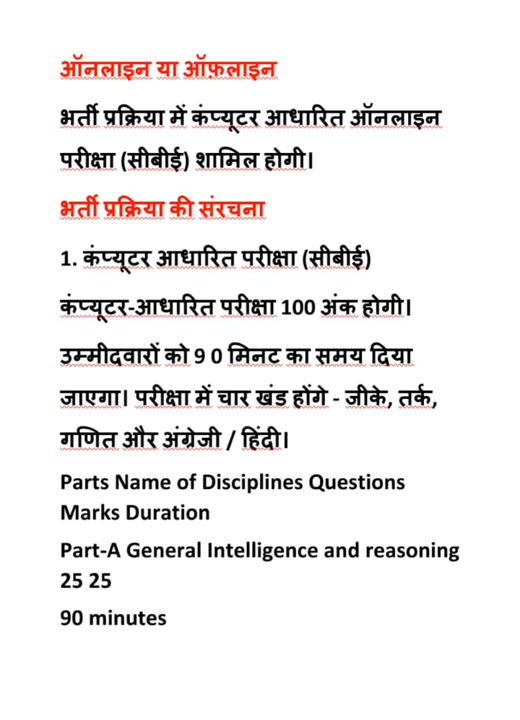 ऑनलाइन या ऑफ़लाइन
भर्ती प्रक्रिया में कंप्यूटर आधारित ऑनलाइन
परीक्षा (सीबीई) शामिल होगी।
भर्ती प्रक्रिया की संरचना
1. कंप्यूटर आधारित परीक्षा (सीबीई)
कंप्यूटर-आधारित परीक्षा 100 अंक होगी।
उम्मीदवारों को 9 0 मिनट का समय दिया
जाएगा। परीक्षा में चार खंड होंगे - जीके, तर्क,
गणित और अंग्रेजी / हिंदी।
Parts Name of Disciplines Questions
Marks Duration
Part-A General Intelligence and reasoning
25 25
90 minutes